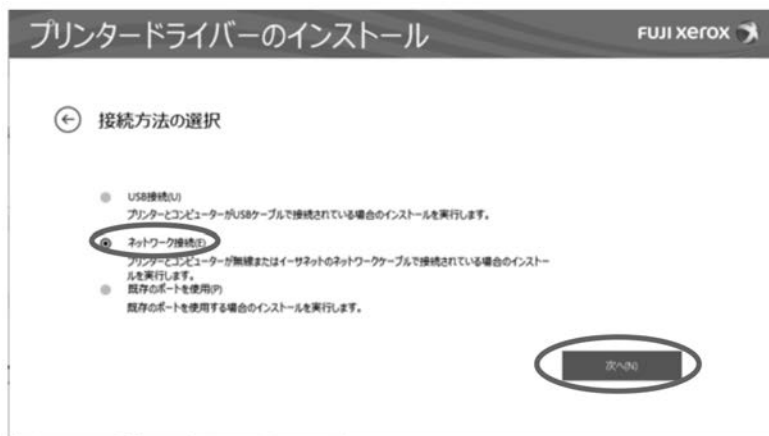 プリンタードライバーのインストール
FUJI xerox
接続方法の選択
USB接続(U)
プリンターとコンピューターがUSBケーブルで接続されている場合のインストールを実行します。
ネットワーク接続(E)
プリンターとコンピューターが無線またはイーサネットのネットワークケーブルで接続されている場合のインストー
ルを実行します。
既存のポートを使用(P)
既存のポートを使用する場合のインストールを実行します。
次へ(N)